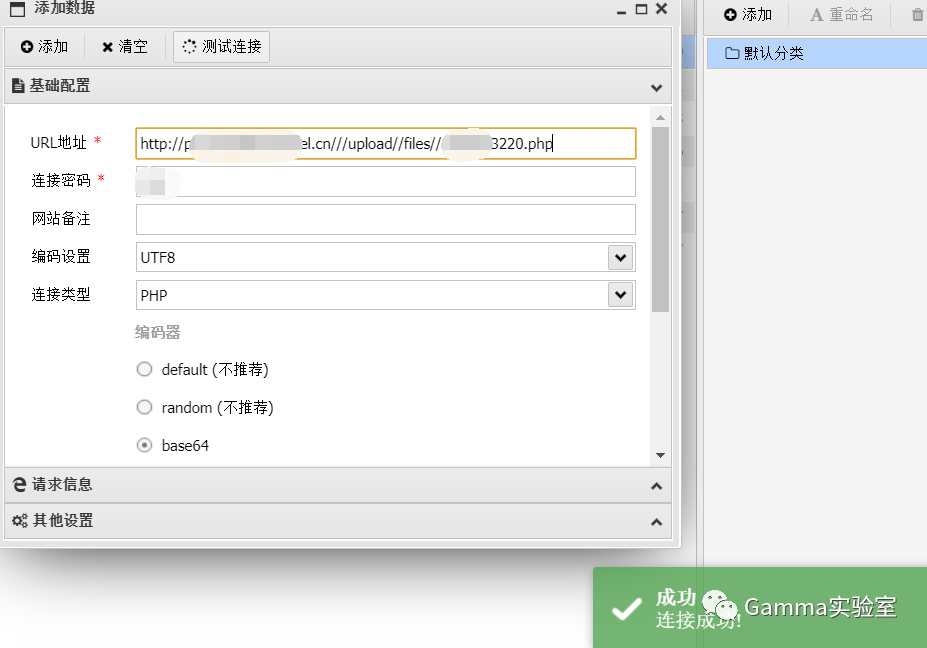 添加数据
添加 清空 测试连接
基础配置
URL地址 * http://p el.cn///upload//files// 3220.php
连接密码 *
网站备注
编码设置 UTF8
连接类型 PHP
编码器
default (不推荐)
random (不推荐)
base64
请求信息
其他设置
添加 重命名
默认分类
成功
连接成功!
Gamma实验室